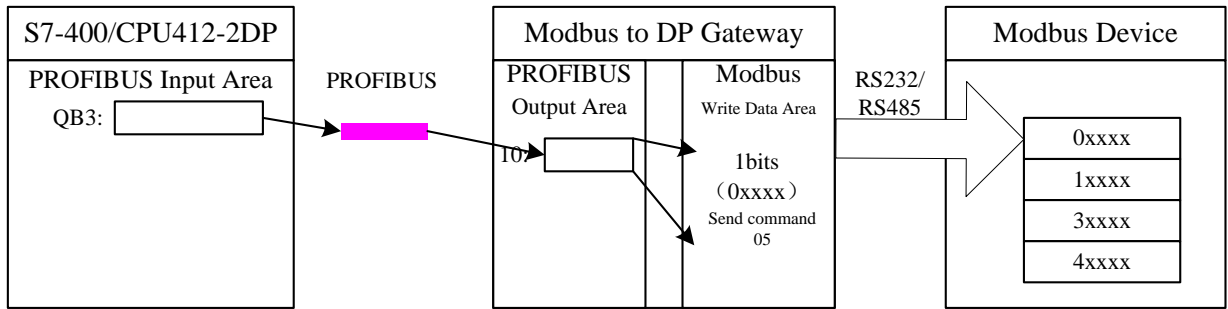 S7-400/CPU412-2DP
PROFIBUS Input Area
QB3:
PROFIBUS
Modbus to DP Gateway
PROFIBUS
Output Area
10:
Modbus
Write Data Area
1bits
（0xxxx）
Send command
05
RS232/
RS485
Modbus Device
0xxxx
1xxxx
3xxxx
4xxxx